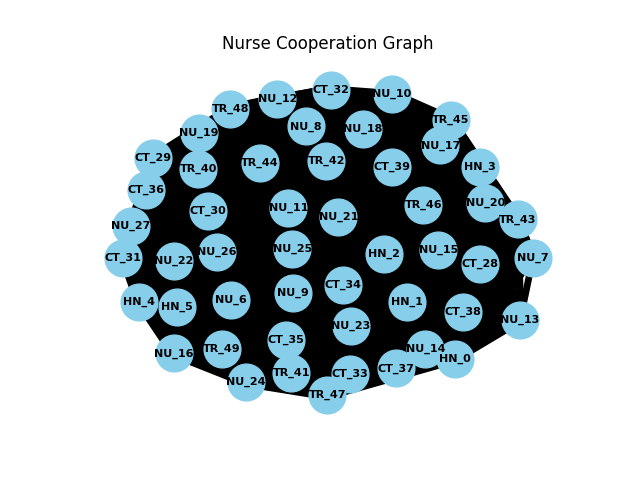 Nurse Cooperation Graph
CT_32
NU_10
NU_12
TR_48
TR_45
NU_8
NU_18
NU_19
NU_17
CT_29
TR_44
TR_42
CT_39
HN_3
TR_40
CT_36
NU_20
TR_46
CT_30
NU_11
NU_21
TR_43
NU_27
NU_26
NU_25
NU_15
HN_2
CT_31
NU_22
CT_28
NU_7
CT_34
NU_9
HN_4
HN_5
NU_6
HN_1
CT_38
NU_13
NU_23
CT_35
NU_16
TR_49
NU_14
HN_0
CT_37
TR_41
CT_33
NU_24
TR_47